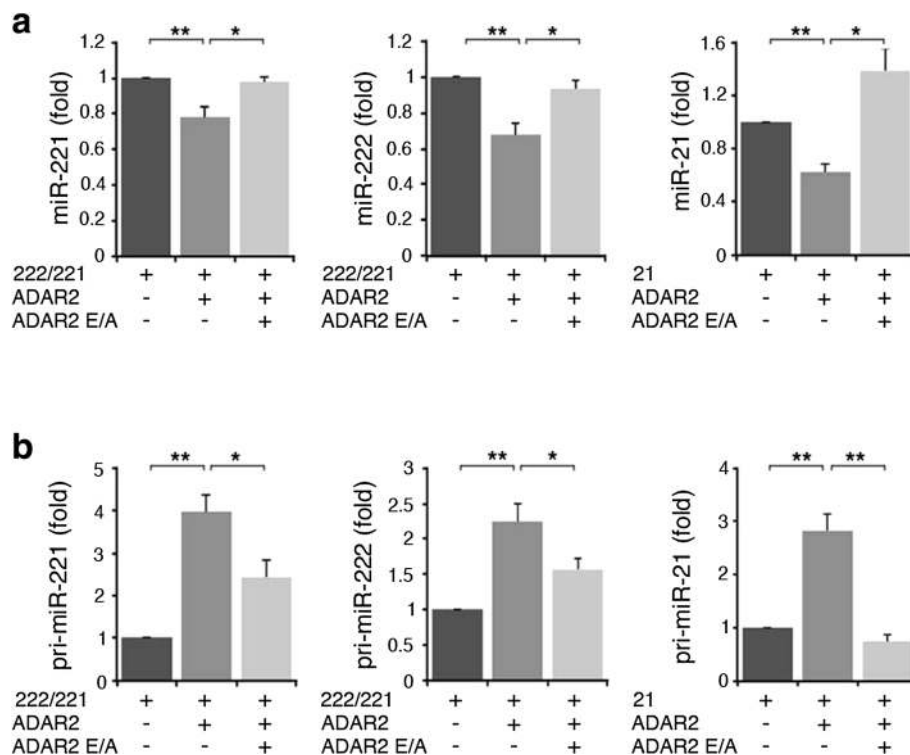 a
** *
** *
** *
miR-221 (fold)
1.2
1
0.8
0.6
0.4
0.2
0
222/221 + + +
ADAR2 - + +
ADAR2 E/A - - +
miR-222 (fold)
1.2
1
0.8
0.6
0.4
0.2
0
222/221 + + +
ADAR2 - + +
ADAR2 E/A - - +
miR-21 (fold)
1.6
1.2
0.8
0.4
0
21 + + +
ADAR2 - + +
ADAR2 E/A - - +
b
** *
** *
** **
pri-miR-221 (fold)
5
4
3
2
1
0
222/221 + + +
ADAR2 - + +
ADAR2 E/A - - +
pri-miR-222 (fold)
3
2.5
2
1.5
1
0.5
0
222/221 + + +
ADAR2 - + +
ADAR2 E/A - - +
pri-miR-21 (fold)
4
3
2
1
0
21 + + +
ADAR2 - + +
ADAR2 E/A - - +